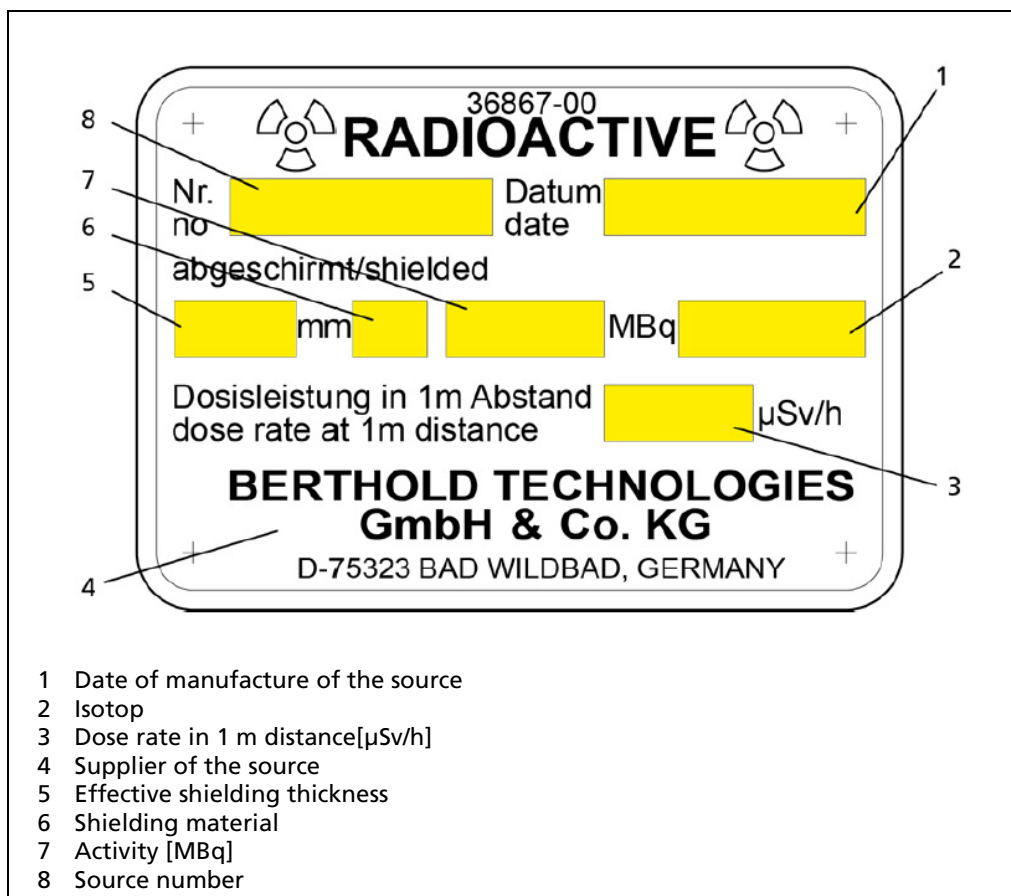 36867-00
RADIOACTIVE
Nr. Datum
no date
abgeschirmt/shielded
mm MBq
Dosisleistung in 1m Abstand
dose rate at 1m distance µSv/h
BERTHOLD TECHNOLOGIES
GmbH & Co. KG
D-75323 BAD WILDBAD, GERMANY
8
7
6
5
4
1
2
3
1 Date of manufacture of the source
2 Isotop
3 Dose rate in 1 m distance[µSv/h]
4 Supplier of the source
5 Effective shielding thickness
6 Shielding material
7 Activity [MBq]
8 Source number